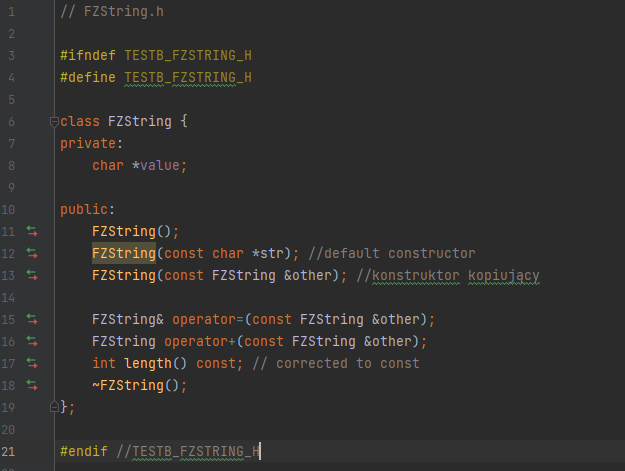 1 // FZString.h
2
3 #ifndef TESTB_FZSTRING_H
4 #define TESTB_FZSTRING_H
5
6 class FZString {
7 private:
8 char *value;
9
10 public:
11 FZString();
12 FZString(const char *str); //default constructor
13 FZString(const FZString &other); //konstruktor kopiujący
14
15 FZString& operator=(const FZString &other);
16 FZString operator+(const FZString &other);
17 int length() const; // corrected to const
18 ~FZString();
19 };
20
21 #endif //TESTB_FZSTRING_H